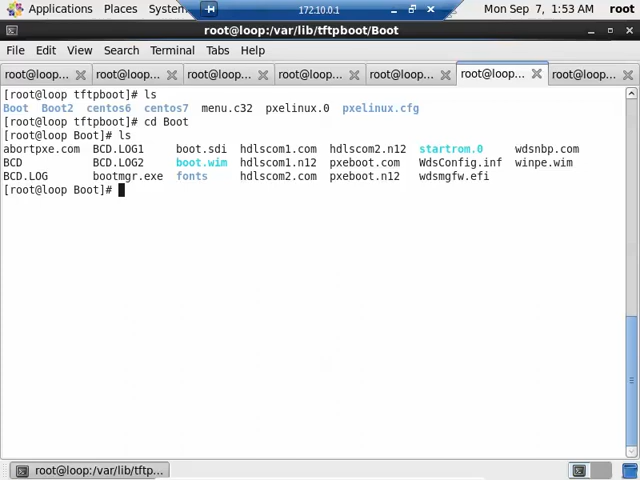 Applications Places System 172.10.0.1 Mon Sep 7, 1:53 AM root
root@loop:/var/lib/tftpboot/Boot
File Edit View Search Terminal Tabs Help
root@loop... root@loop... root@loop... root@loop... root@loop... root@loop... root@loop...
[root@loop tftpboot]# ls
Boot Boot2 centos6 centos7 menu.c32 pxelinux.0 pxelinux.cfg
[root@loop tftpboot]# cd Boot
[root@loop Boot]# ls
abortpxe.com BCD.LOG1 boot.sdi hdlscom1.com hdlscom2.n12 startrom.0 wdsnbp.com
BCD BCD.LOG2 boot.wim hdlscom1.n12 pxeboot.com WdsConfig.inf winpe.wim
BCD.LOG bootmgr.exe fonts hdlscom2.com pxeboot.n12 wdsmgfw.efi
[root@loop Boot]#
root@loop:/var/lib/tftp...